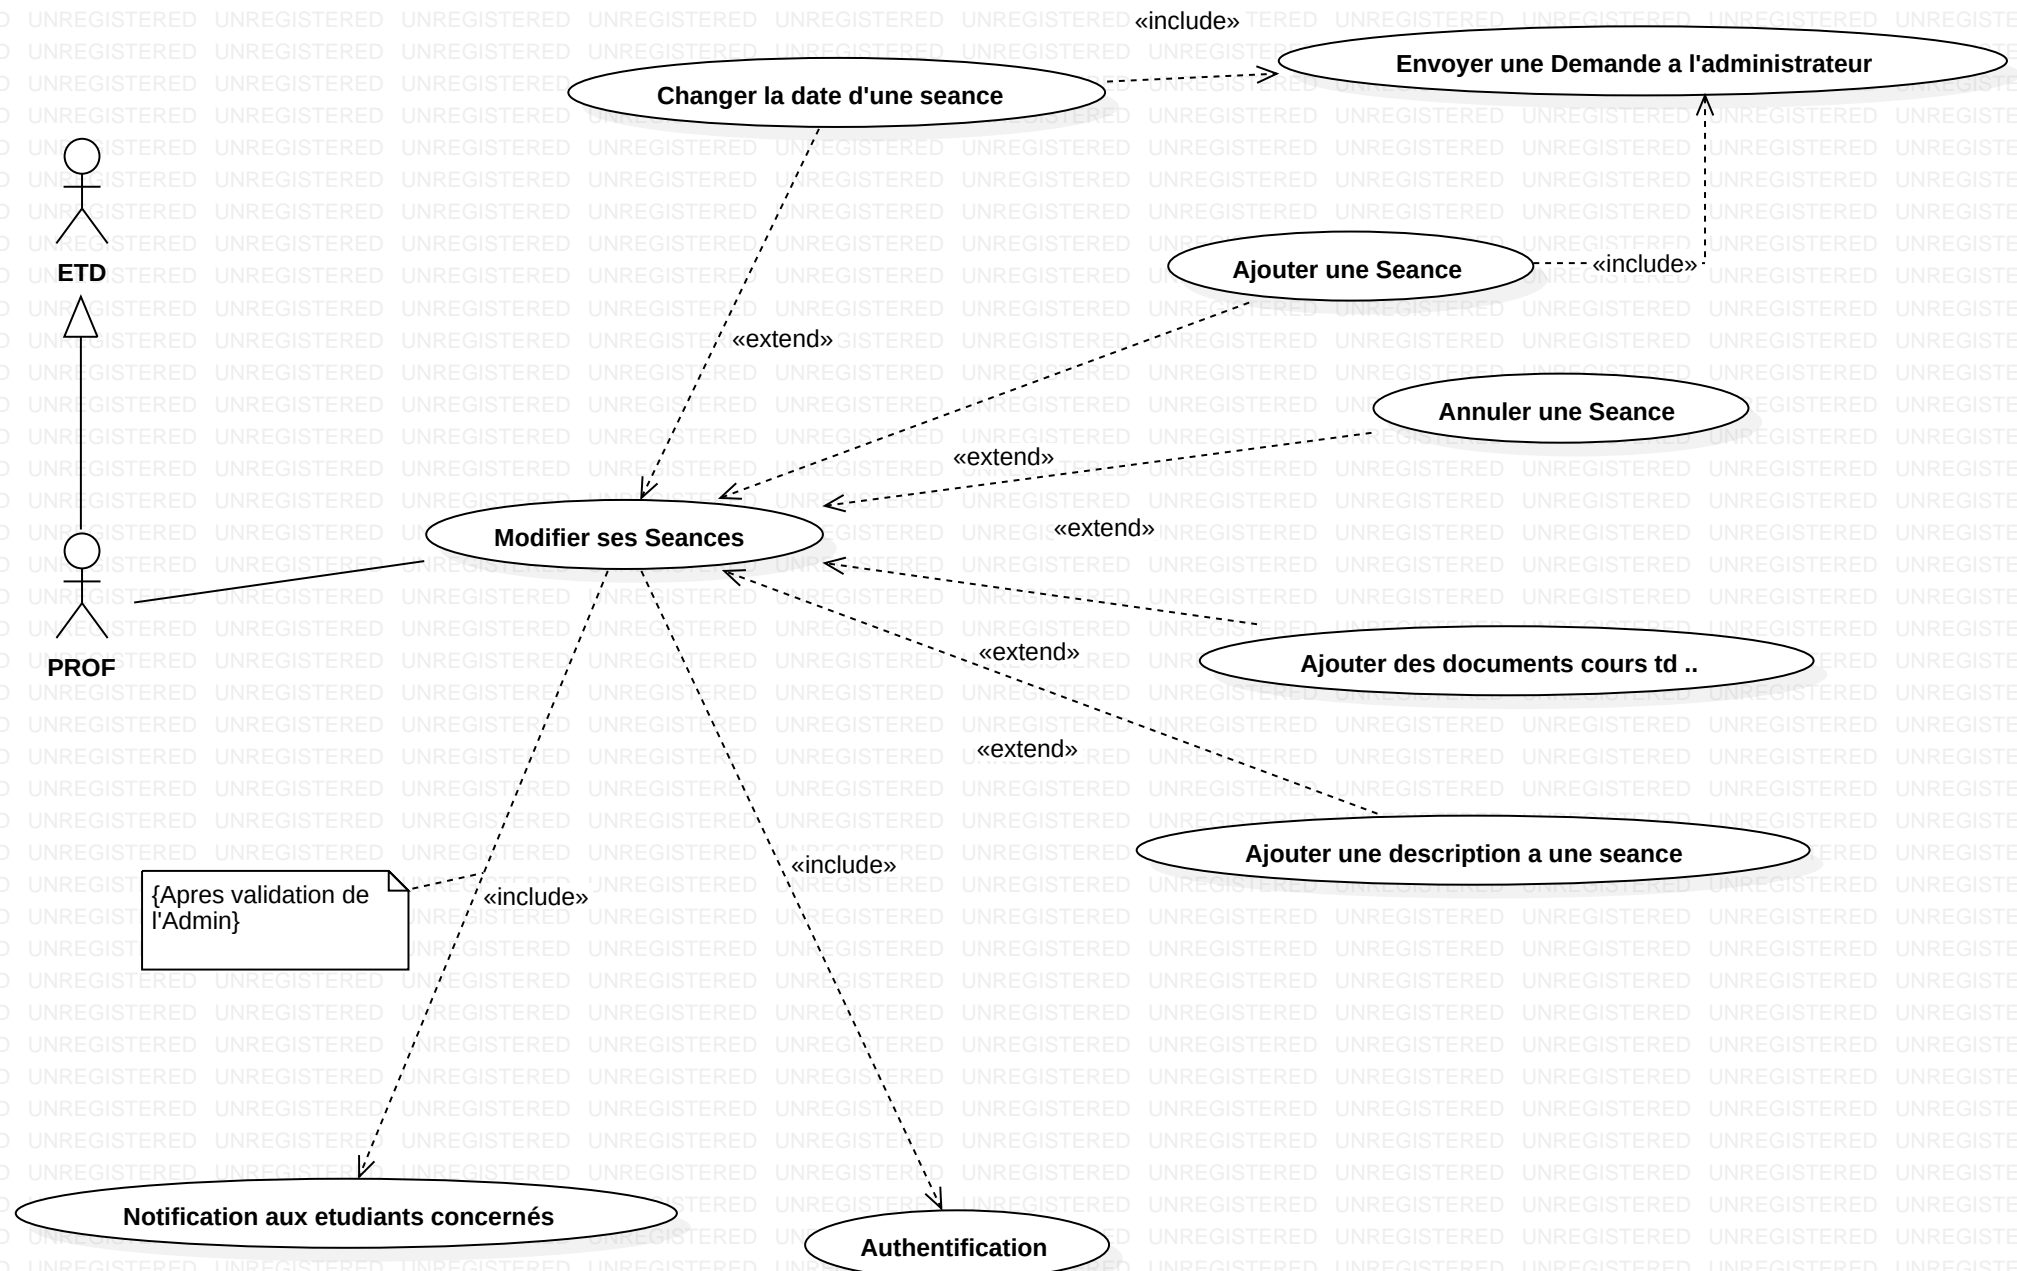 «include»
Envoyer une Demande a l'administrateur
Changer la date d'une seance
ETD
Ajouter une Seance
«include»
«extend»
Annuler une Seance
«extend»
Modifier ses Seances
«extend»
PROF
«extend»
Ajouter des documents cours td ..
«extend»
Ajouter une description a une seance
«include»
{Apres validation de
l'Admin}
«include»
Notification aux etudiants concernés
Authentification
UNREGISTERED